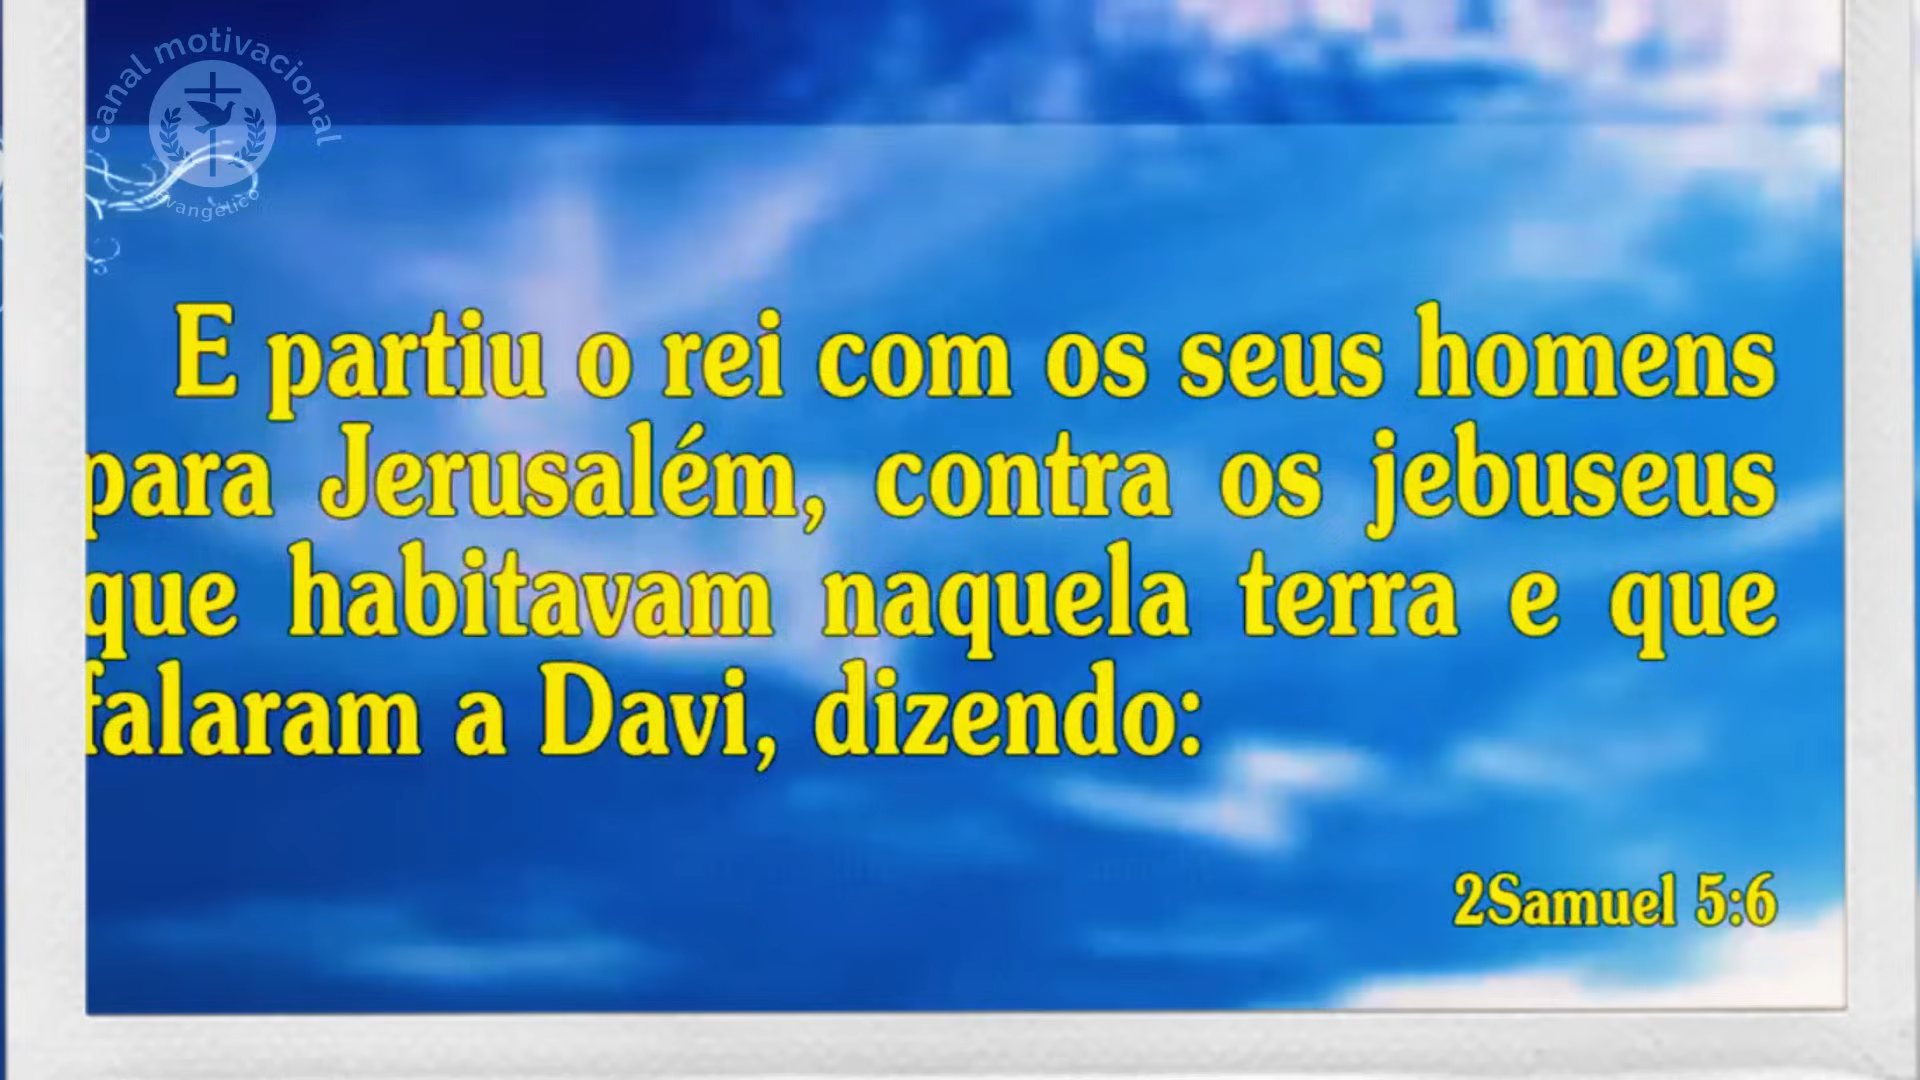 canal motivacional
evangélico
E partiu o rei com os seus homens
para Jerusalém, contra os jebuseus
que habitavam naquela terra e que
falaram a Davi, dizendo:
2Samuel 5:6